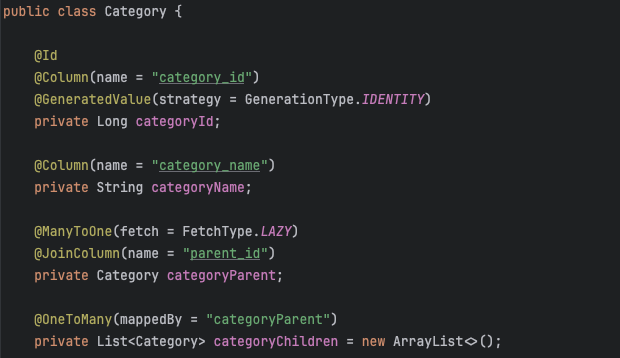 public class Category {
@Id
@Column(name = "category_id")
@GeneratedValue(strategy = GenerationType.IDENTITY)
private Long categoryId;
@Column(name = "category_name")
private String categoryName;
@ManyToOne(fetch = FetchType.LAZY)
@JoinColumn(name = "parent_id")
private Category categoryParent;
@OneToMany(mappedBy = "categoryParent")
private List<Category> categoryChildren = new ArrayList<>();